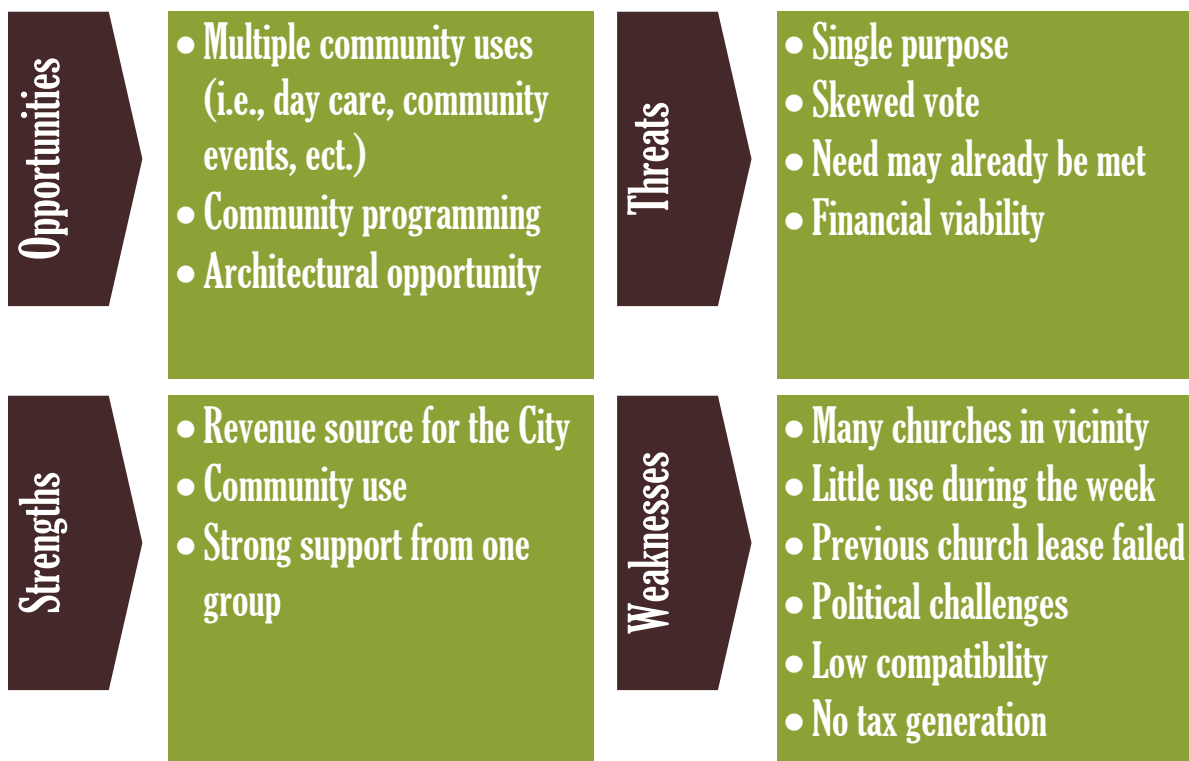 Opportunities
● Multiple community uses
(i.e., day care, community
events, ect.)
● Community programming
● Architectural opportunity
Threats
● Single purpose
● Skewed vote
● Need may already be met
● Financial viability
Strengths
● Revenue source for the City
● Community use
● Strong support from one
group
Weaknesses
● Many churches in vicinity
● Little use during the week
● Previous church lease failed
● Political challenges
● Low compatibility
● No tax generation